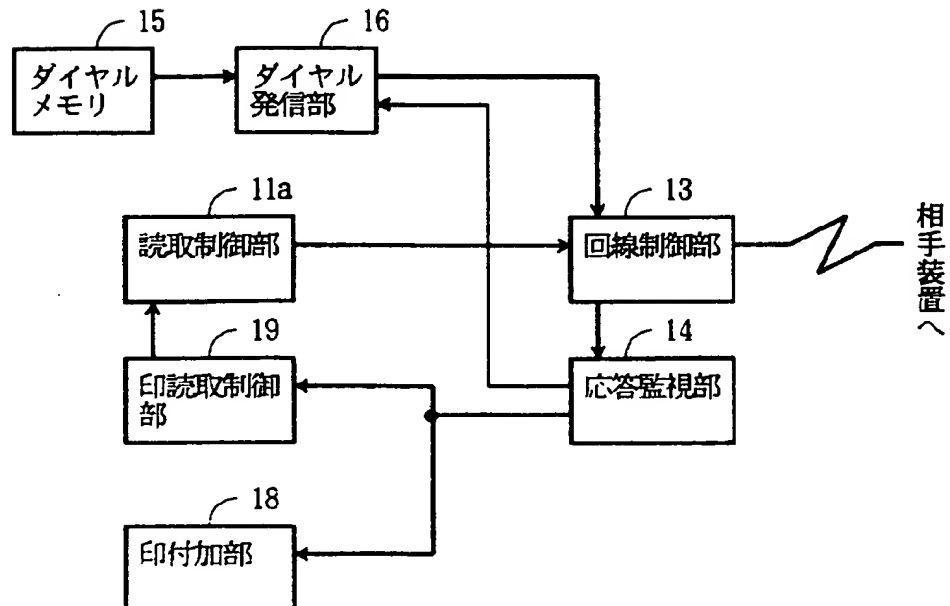 15
ダイヤル
メモリ
16
ダイヤル
発信部
11a
読取制御部
13
回線制御部
相手装置へ
19
印読取制御
部
14
応答監視部
18
印付加部